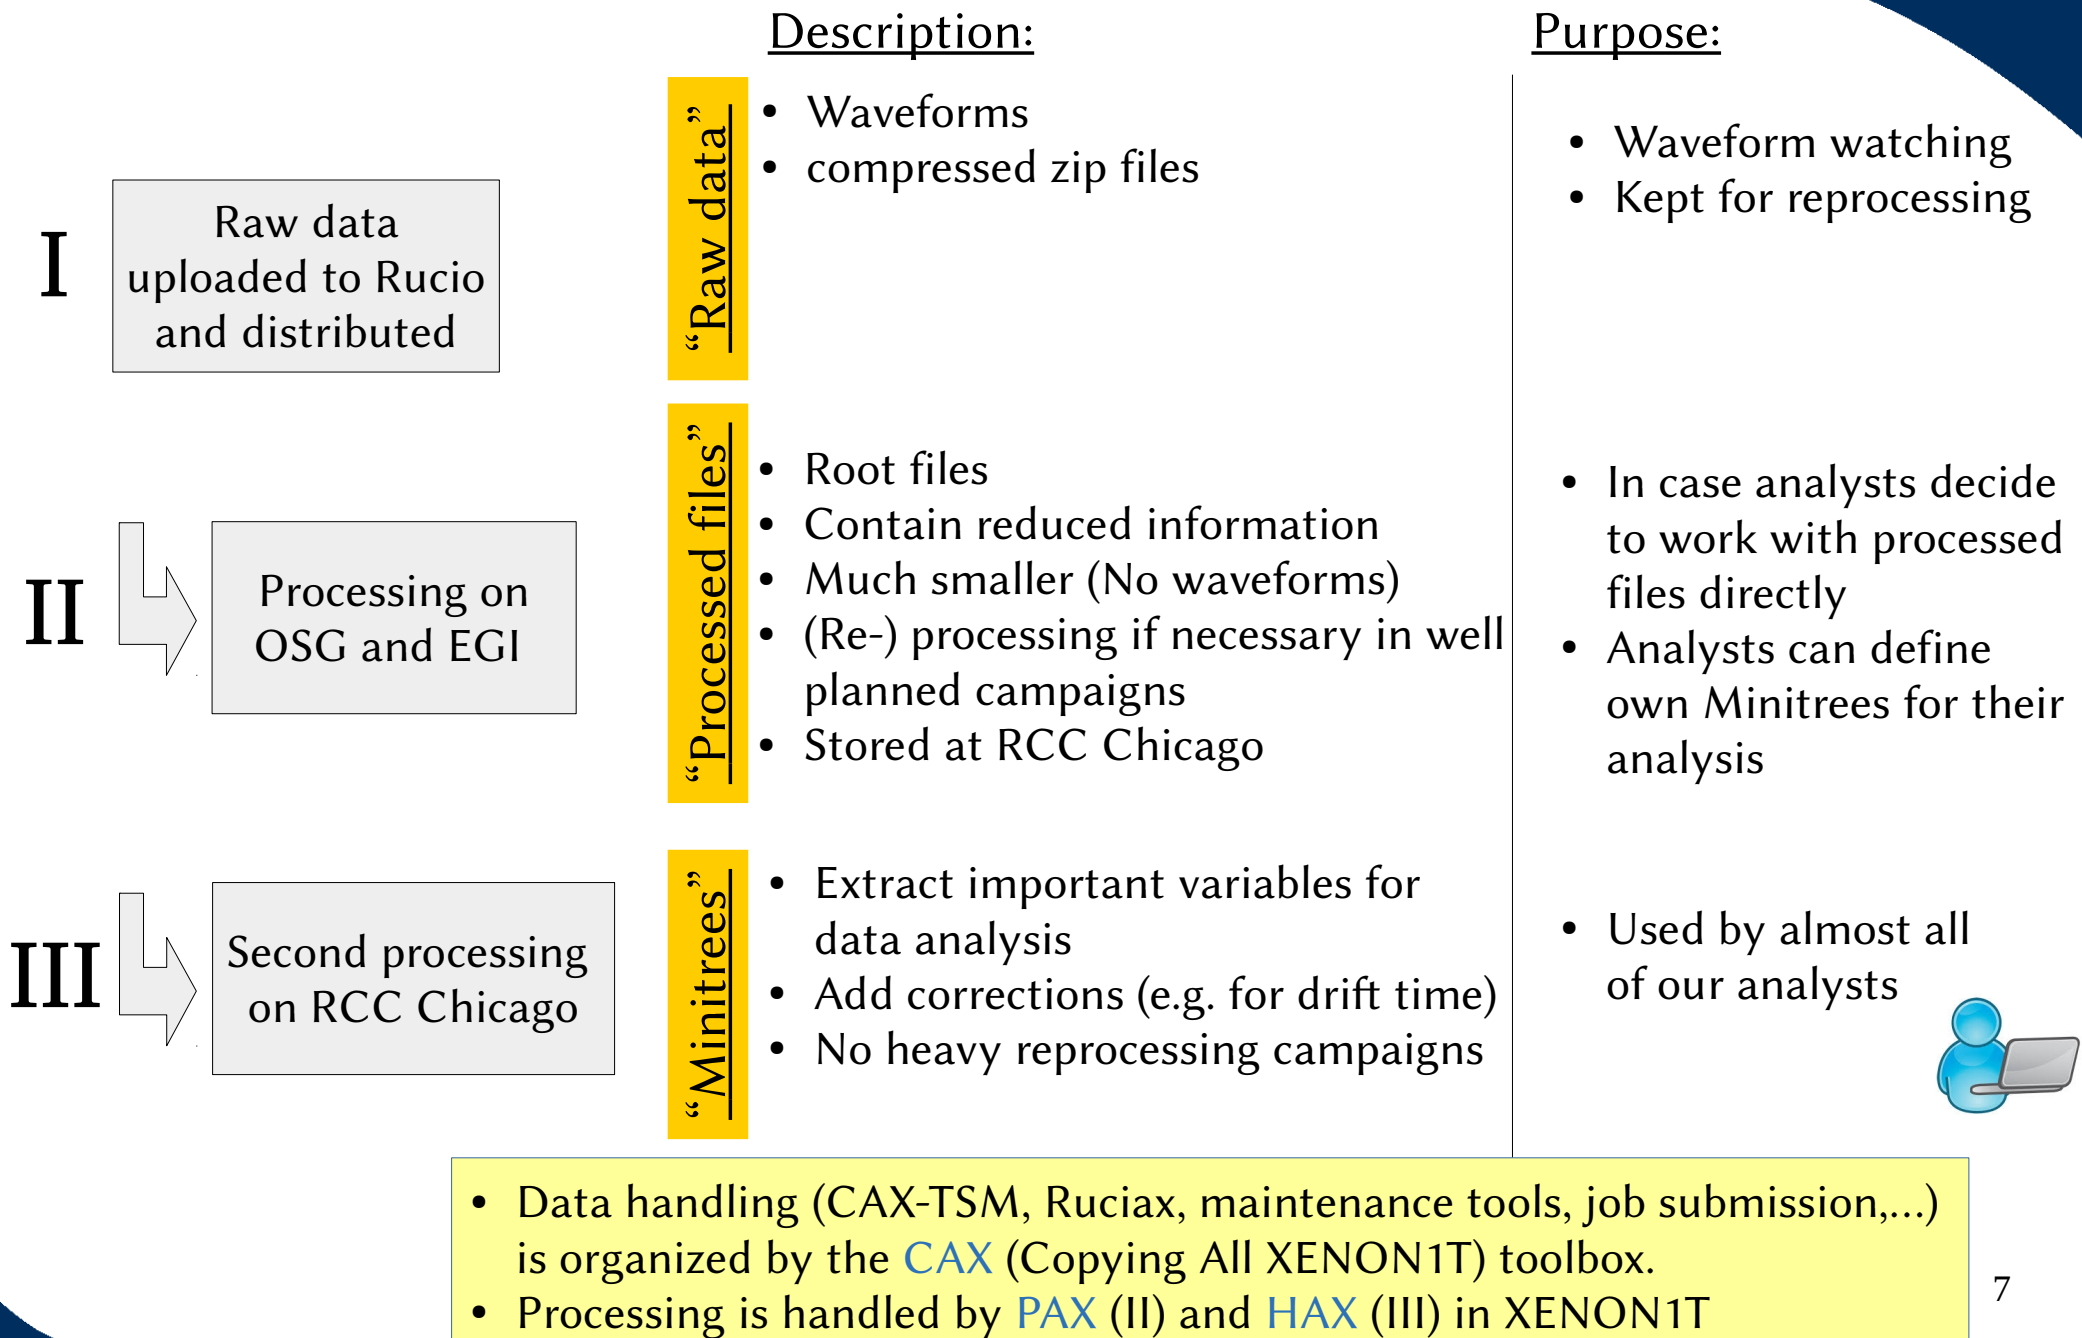 Description:
Purpose:
I
Raw data
uploaded to Rucio
and distributed
“Raw data”
• Waveforms
• compressed zip files
• Waveform watching
• Kept for reprocessing
II
Processing on
OSG and EGI
“Processed files”
• Root files
• Contain reduced information
• Much smaller (No waveforms)
• (Re-) processing if necessary in well
planned campaigns
• Stored at RCC Chicago
• In case analysts decide
to work with processed
files directly
• Analysts can define
own Minitrees for their
analysis
III
Second processing
on RCC Chicago
“Minitrees”
• Extract important variables for
data analysis
• Add corrections (e.g. for drift time)
• No heavy reprocessing campaigns
• Used by almost all
of our analysts
• Data handling (CAX-TSM, Ruciax, maintenance tools, job submission,...)
is organized by the CAX (Copying All XENON1T) toolbox.
• Processing is handled by PAX (II) and HAX (III) in XENON1T
7